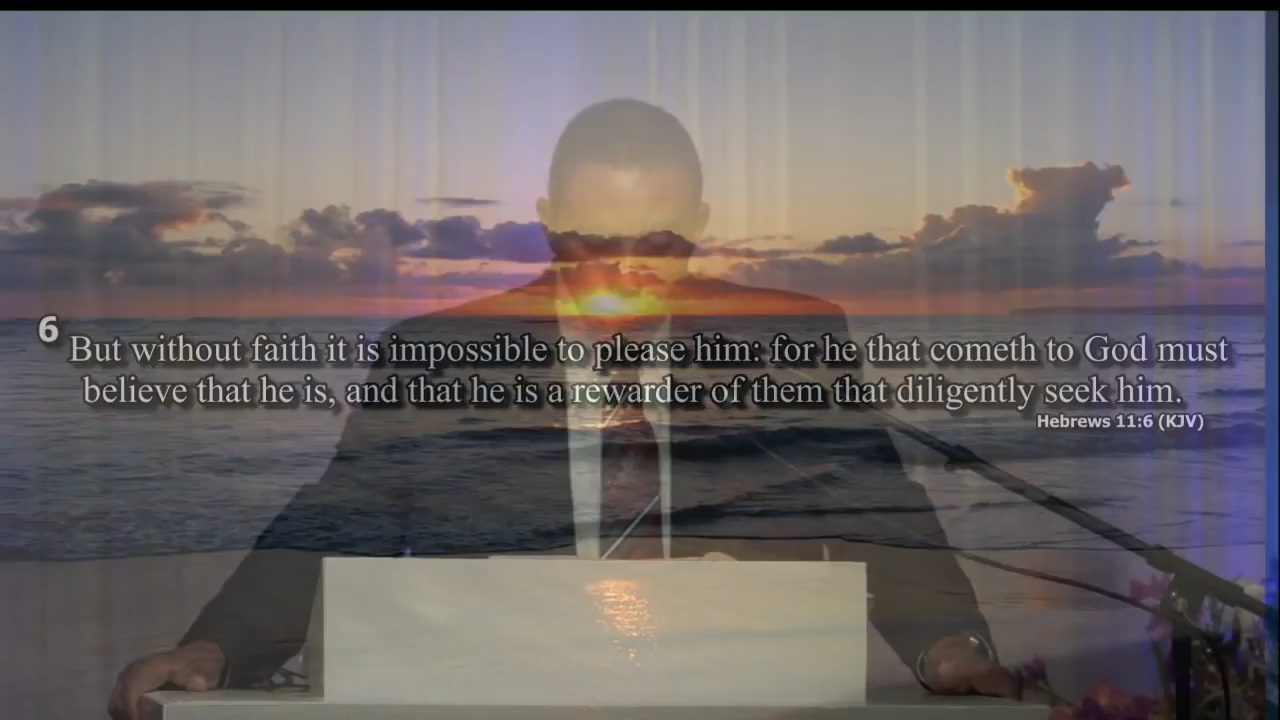 6 But without faith it is impossible to please him: for he that cometh to God must
believe that he is, and that he is a rewarder of them that diligently seek him.
Hebrews 11:6 (KJV)